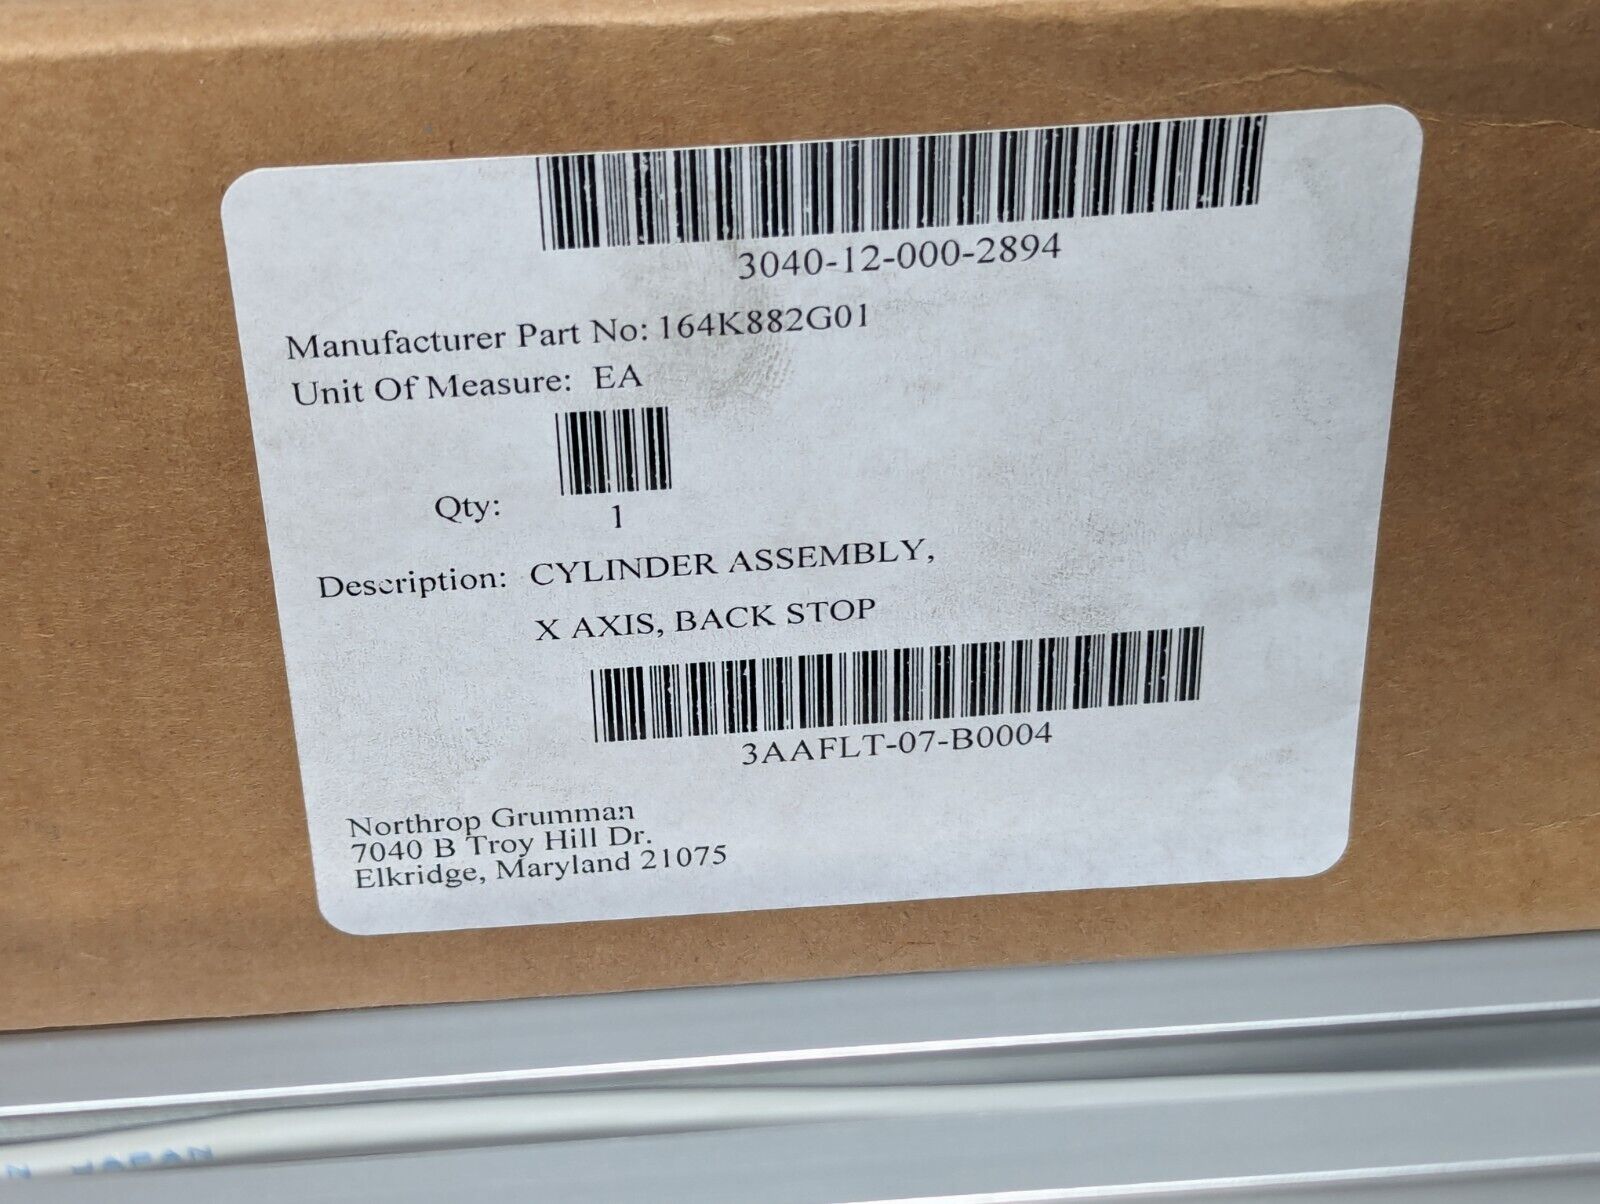 3040-12-000-2894
Manufacturer Part No: 164K882G01
Unit Of Measure: EA
Qty: 1
Description: CYLINDER ASSEMBLY,
X AXIS, BACK STOP
3AAFLT-07-B0004
Northrop Grumman
7040 B Troy Hill Dr.
Elkridge, Maryland 21075
N JAPAN